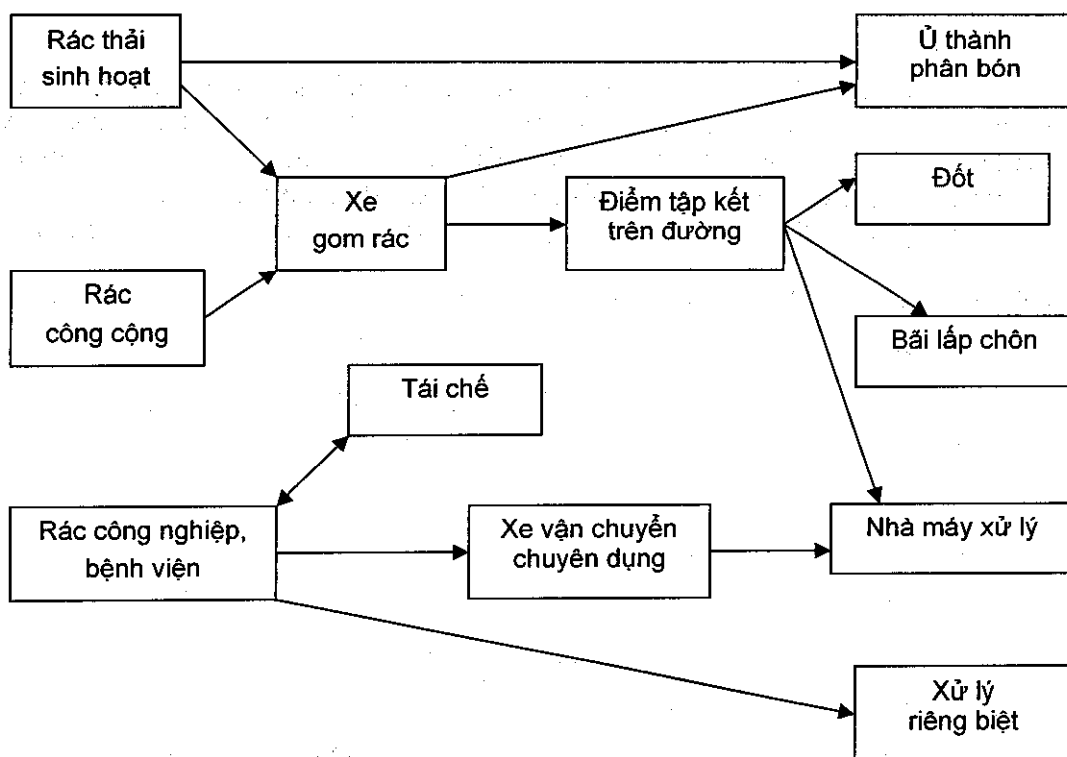 Rác thải
sinh hoạt
Ủ thành
phân bón
Xe
gom rác
Điểm tập kết
trên đường
Đốt
Rác
công cộng
Bãi lấp chôn
Tái chế
Rác công nghiệp,
bệnh viện
Xe vận chuyển
chuyên dụng
Nhà máy xử lý
Xử lý
riêng biệt